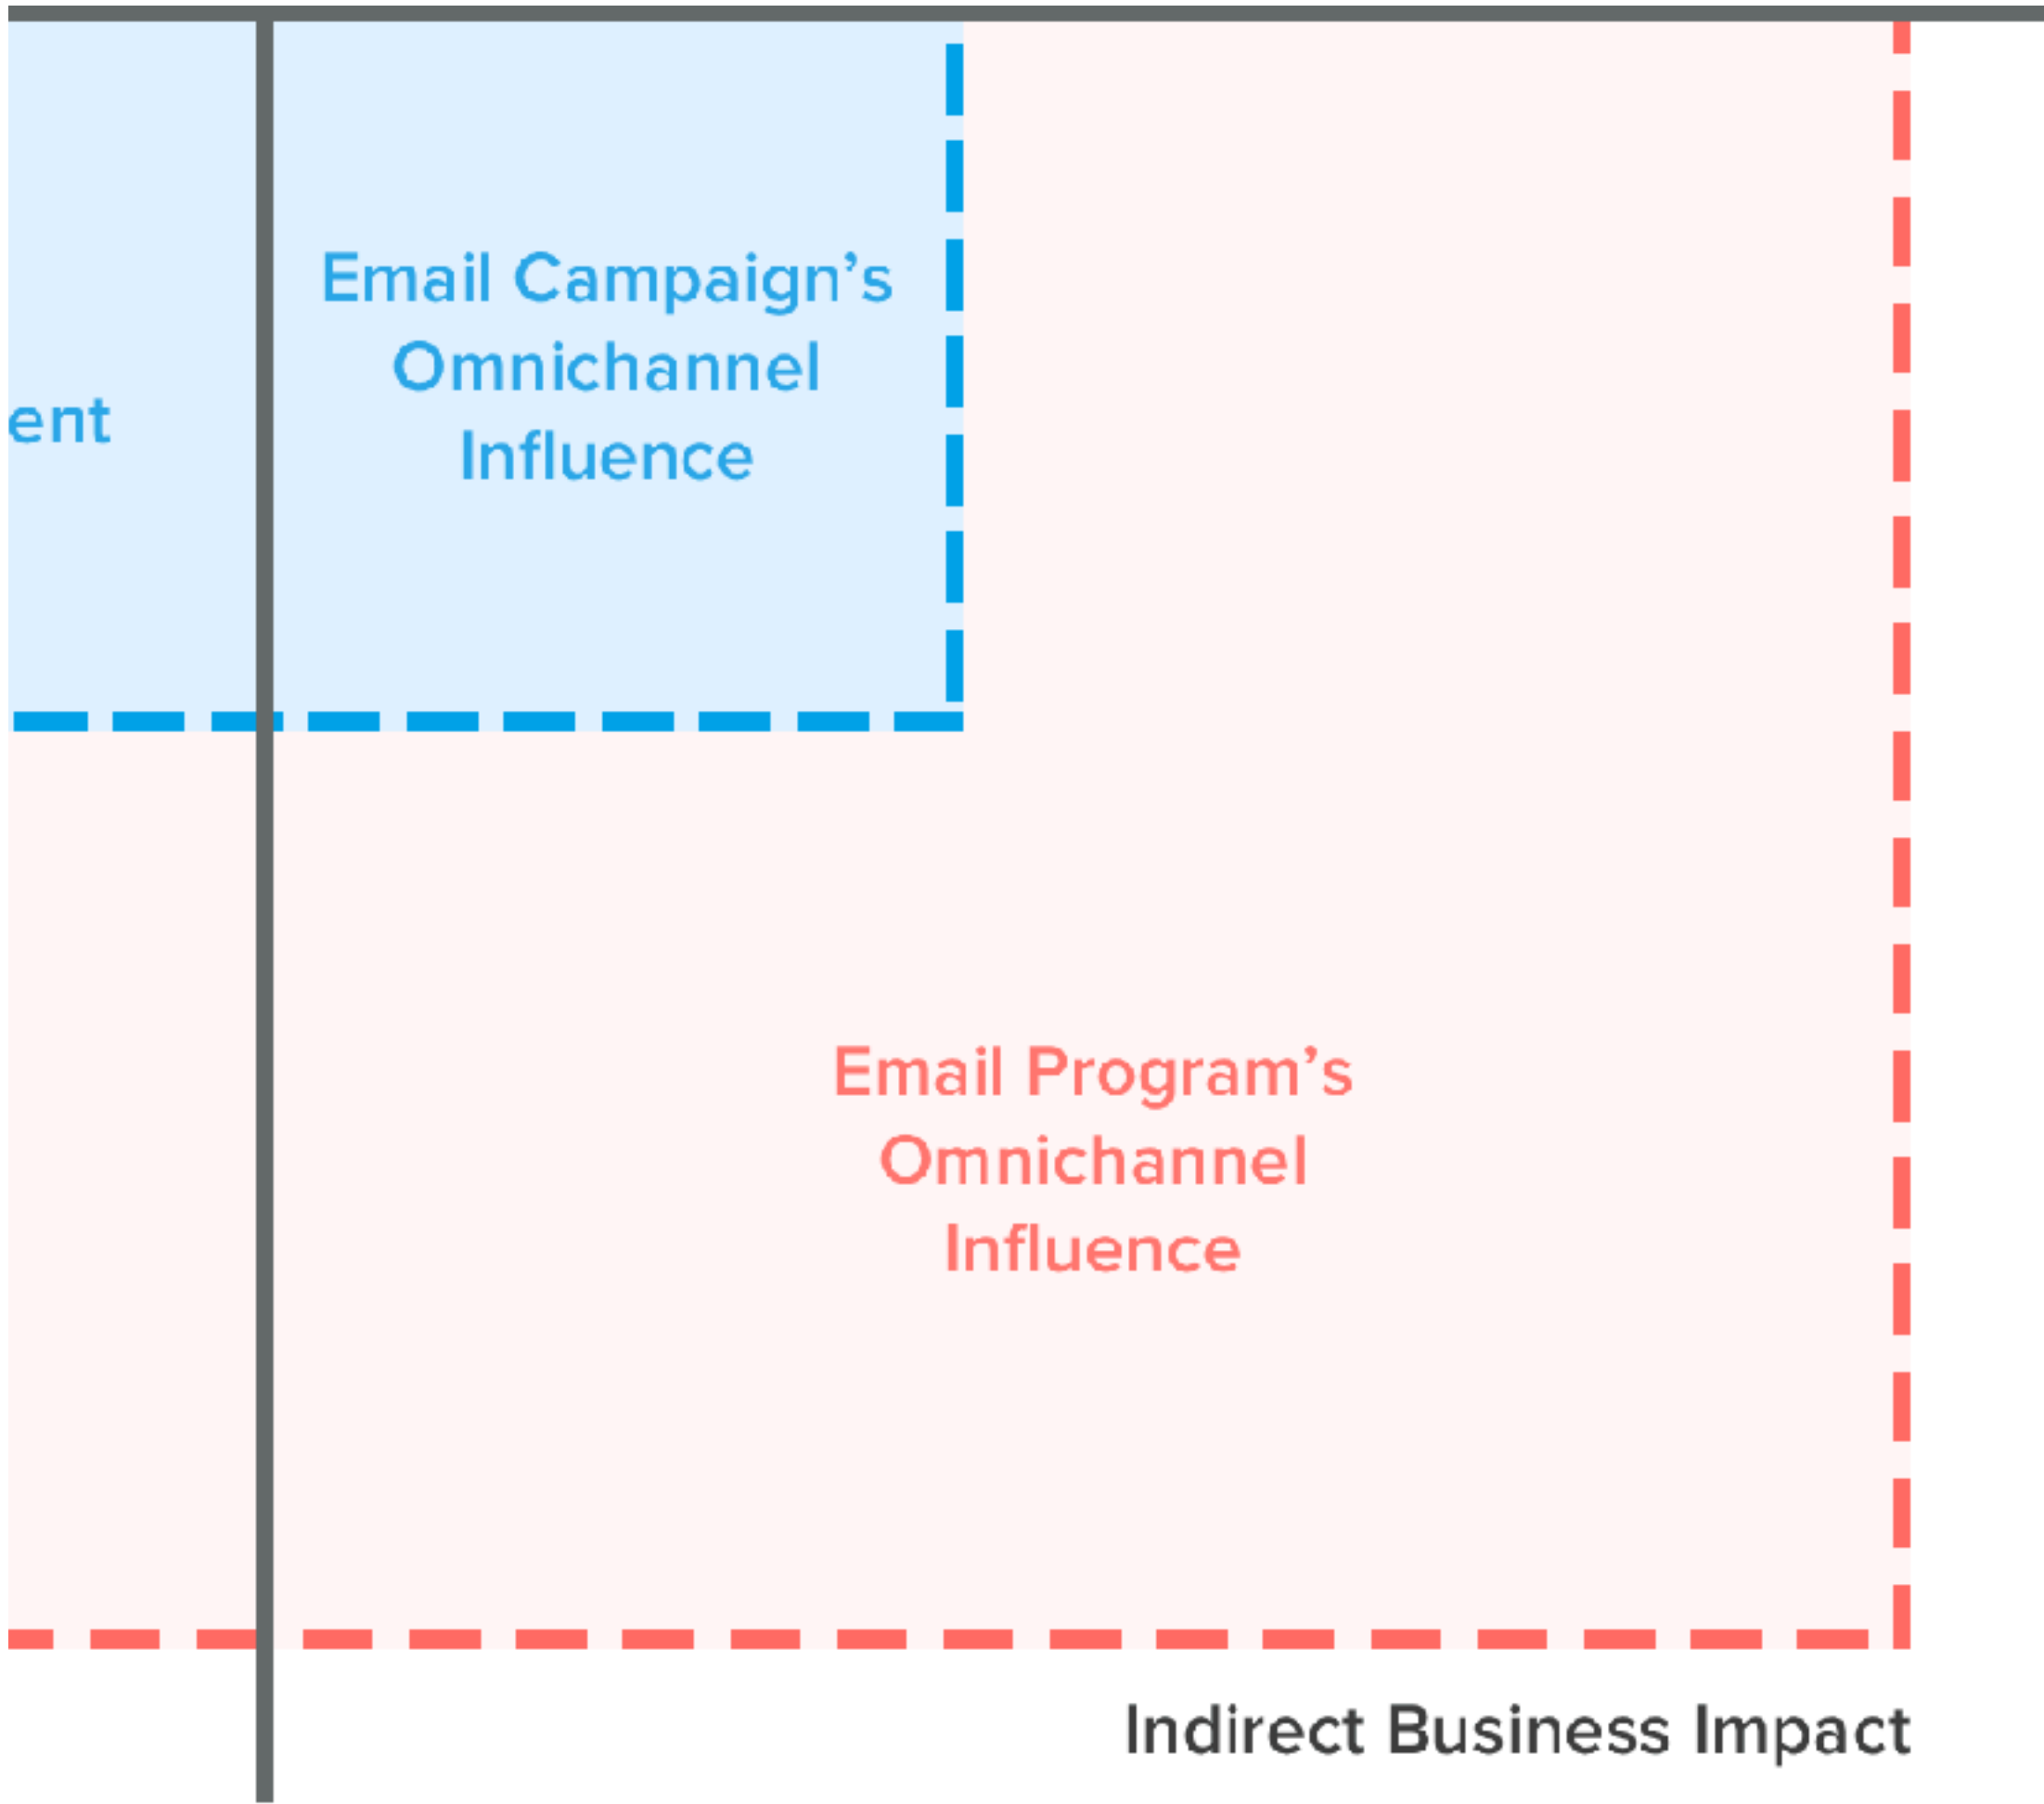 Email Campaign’s
Omnichannel
Influence
ent
Email Program’s
Omnichannel
Influence
Indirect Business Impact